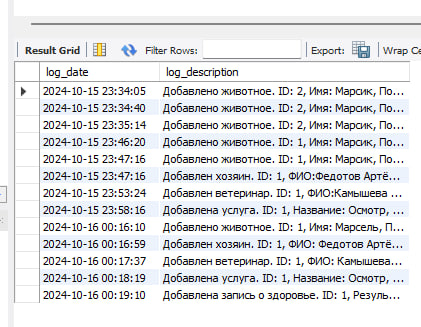 Result Grid Filter Rows: Export: Wrap Ce
log_date log_description
2024-10-15 23:34:05 Добавлено животное. ID: 2, Имя: Марсик, По...
2024-10-15 23:34:40 Добавлено животное. ID: 2, Имя: Марсик, По...
2024-10-15 23:35:14 Добавлено животное. ID: 2, Имя: Марсик, По...
2024-10-15 23:46:20 Добавлено животное. ID: 1, Имя: Марсик, По...
2024-10-15 23:47:16 Добавлено животное. ID: 1, Имя: Марсик, По...
2024-10-15 23:47:16 Добавлен хозяин. ID: 1, ФИО:Федотов Артё...
2024-10-15 23:53:24 Добавлен ветеринар. ID: 1, ФИО:Камышева ...
2024-10-15 23:58:16 Добавлена услуга. ID: 1, Название: Осмотр, ...
2024-10-16 00:16:10 Добавлено животное. ID: 1, Имя: Марсель, П...
2024-10-16 00:16:59 Добавлен хозяин. ID: 1, ФИО: Федотов Артё...
2024-10-16 00:17:37 Добавлен ветеринар. ID: 1, ФИО: Камышева...
2024-10-16 00:18:19 Добавлена услуга. ID: 1, Название: Осмотр, ...
2024-10-16 00:19:10 Добавлена запись о здоровье. ID: 1, Резуль...